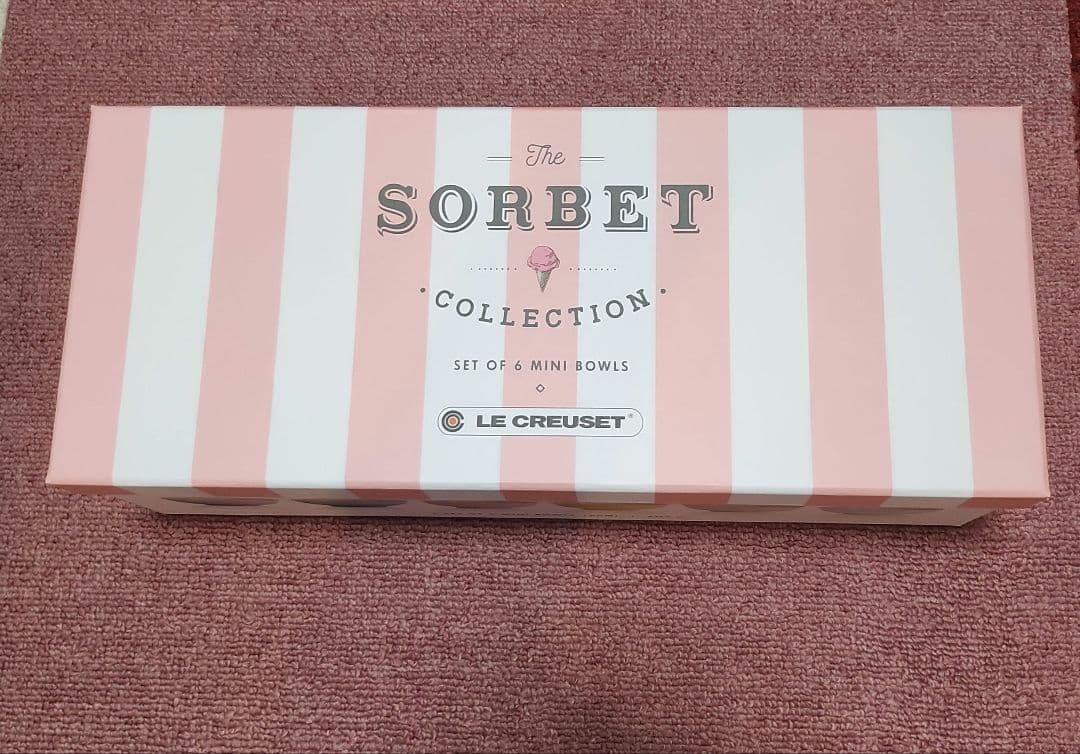 The
SORBET
COLLECTION
SET OF 6 MINI BOWLS
LE CREUSET®